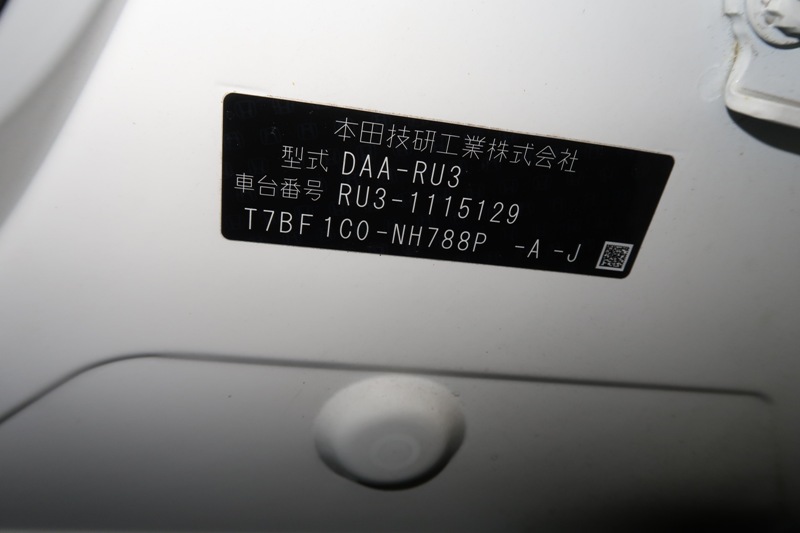 本田技研工業株式会社
型式 DAA-RU3
車台番号 RU3-1115129
T7BF1C0-NH788P -A-J